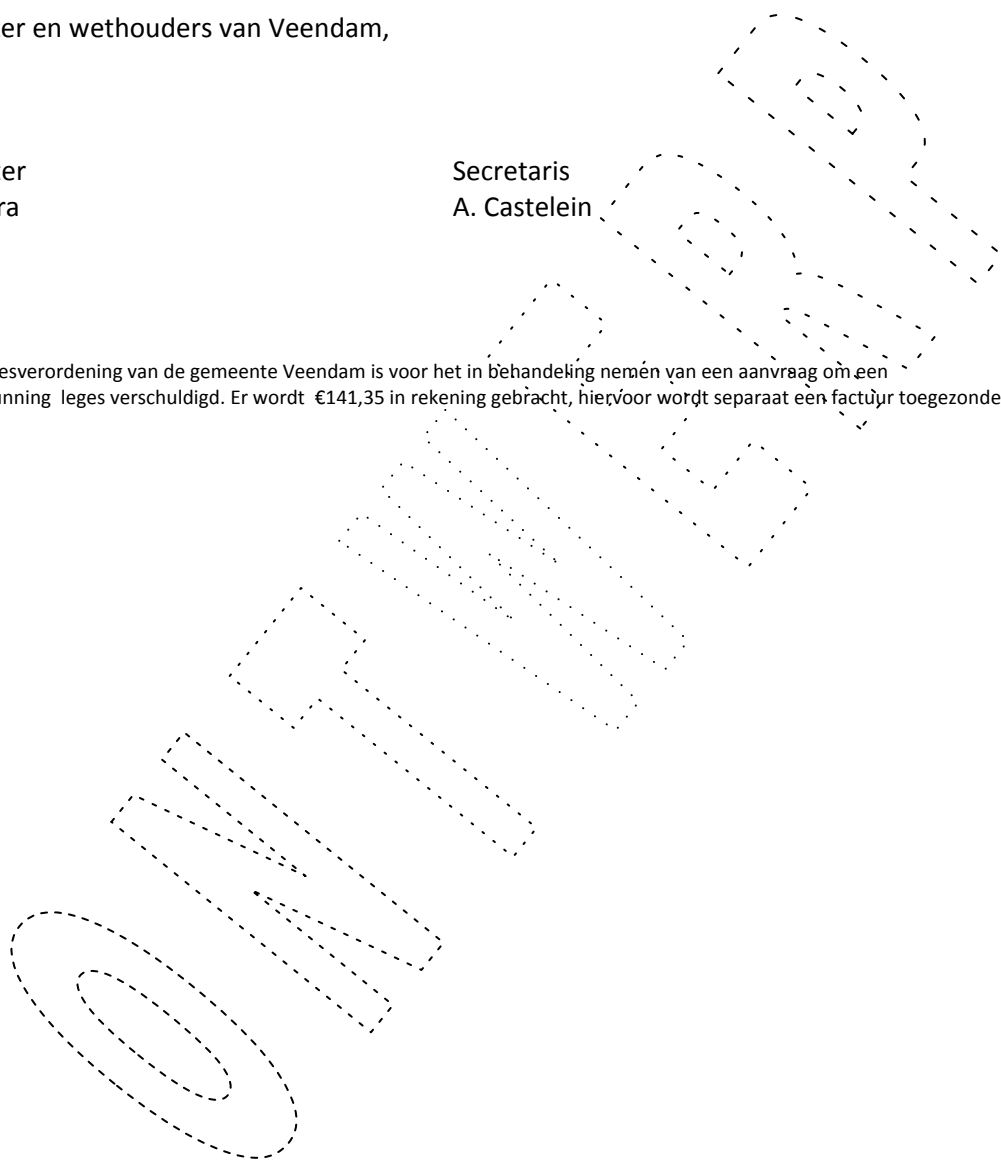 er en wethouders van Veendam,
ter Secretaris
ra A. Castelein
esverordening van de gemeente Veendam is voor het in behandeling nemen van een aanvraag om een
unning leges verschuldigd. Er wordt €141,35 in rekening gebracht, hiervoor wordt separaat een factuur toegezonde
ONTWERP